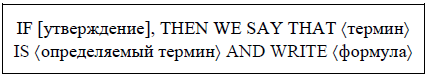 IF [утверждение], THEN WE SAY THAT ⟨термин⟩
IS ⟨определяемый термин⟩ AND WRITE ⟨формула⟩